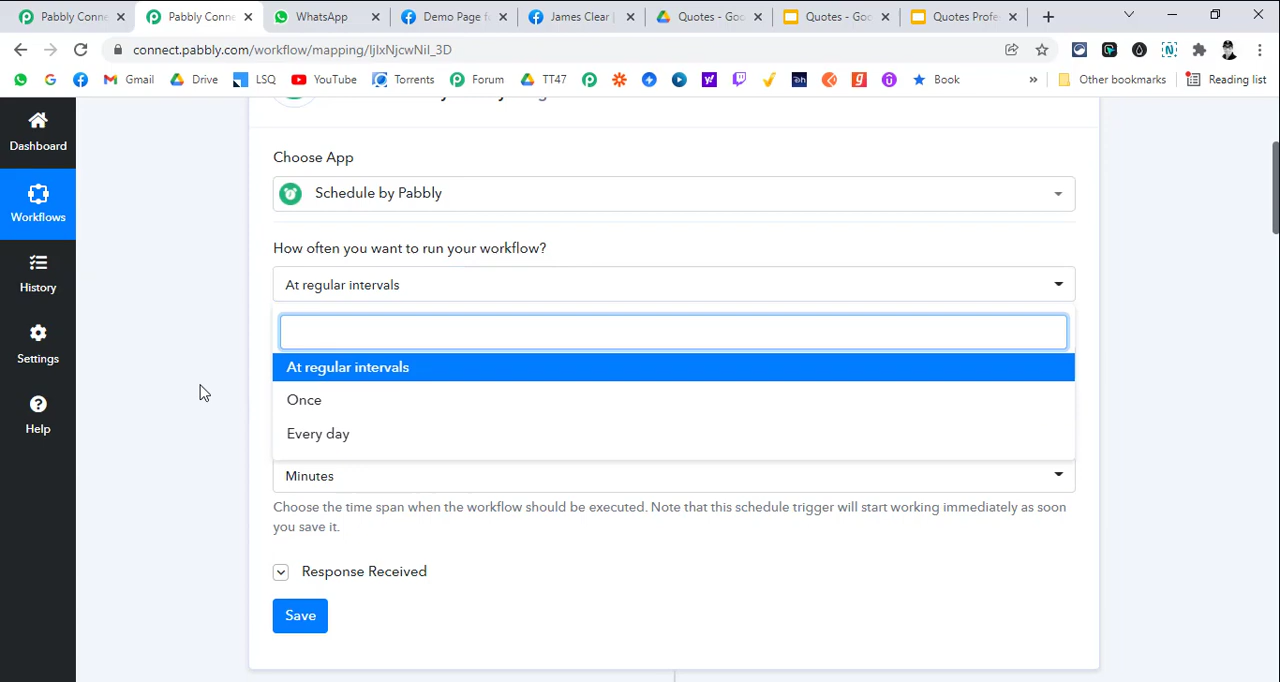 Pabbly Conne
Pabbly Conne
WhatsApp
Demo Page f
James Clear |
Quotes - Goo
Quotes - Goo
Quotes Profe
connect.pabbly.com/workflow/mapping/IjIxNjcwNiI_3D
Gmail
Drive
LSQ
YouTube
Torrents
Forum
TT47
Book
»
Other bookmarks
Reading list
Dashboard
Workflows
History
Settings
Help
Choose App
Schedule by Pabbly
How often you want to run your workflow?
At regular intervals
At regular intervals
Once
Every day
Minutes
Choose the time span when the workflow should be executed. Note that this schedule trigger will start working immediately as soon
you save it.
Response Received
Save